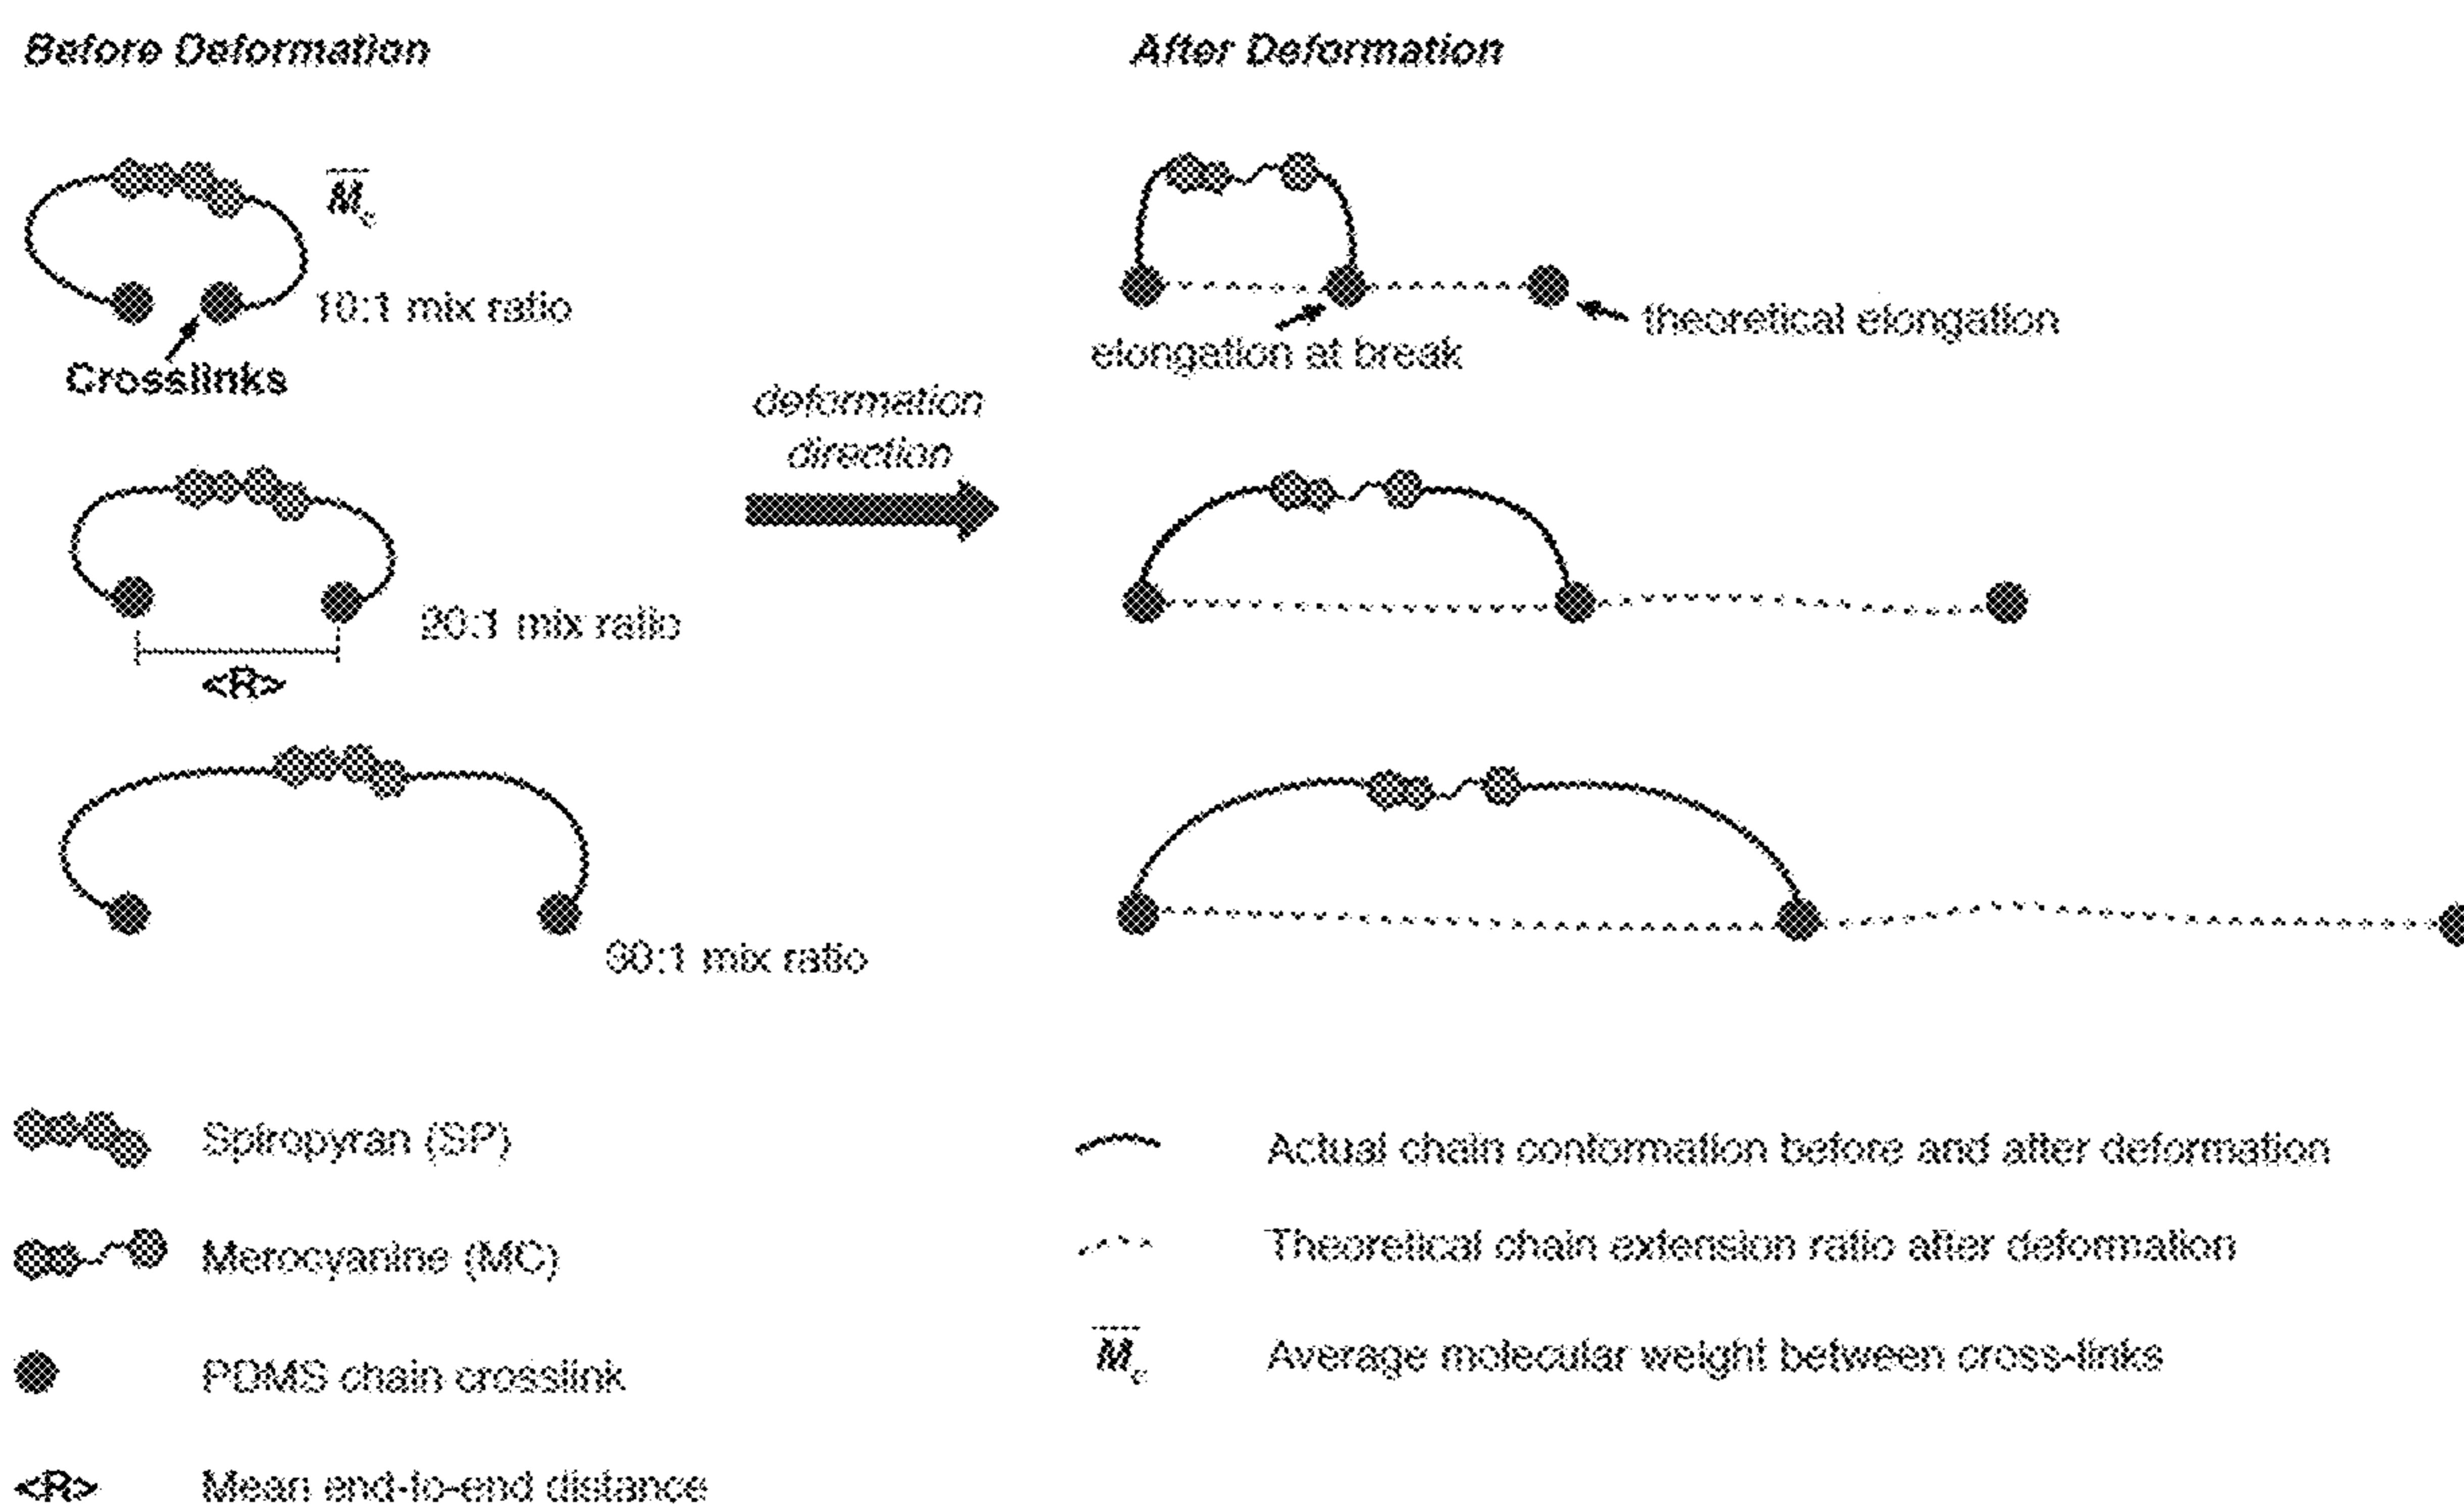 Before Deformation
After Deformation
M̅c
10:1 mix ratio
Crosslinks
theoretical elongation
elongation at break
deformation
direction
20:1 mix ratio
<R>
:1 mix ratio
Spiropyran (SP)
Actual chain conformation before and after deformation
Merocyanine (MC)
Theoretical chain extension ratio after deformation
PDMS chain crosslink
M̅c
Average molecular weight between cross-links
<R>
Mean end-to-end distance